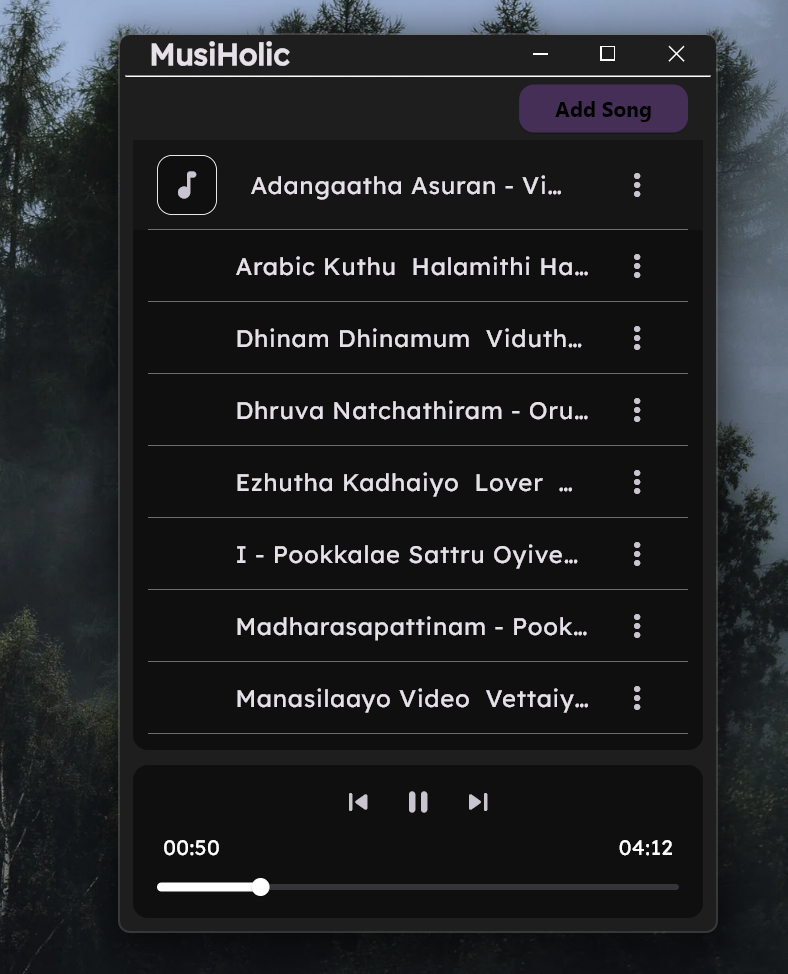 MusiHolic
Add Song
Adangaatha Asuran - Vi...
Arabic Kuthu  Halamithi Ha...
Dhinam Dhinamum  Viduth...
Dhruva Natchathiram - Oru...
Ezhutha Kadhaiyo  Lover  ...
I - Pookkalae Sattru Oyive...
Madharasapattinam - Pook...
Manasilaayo Video  Vettaiy...
00:50 04:12